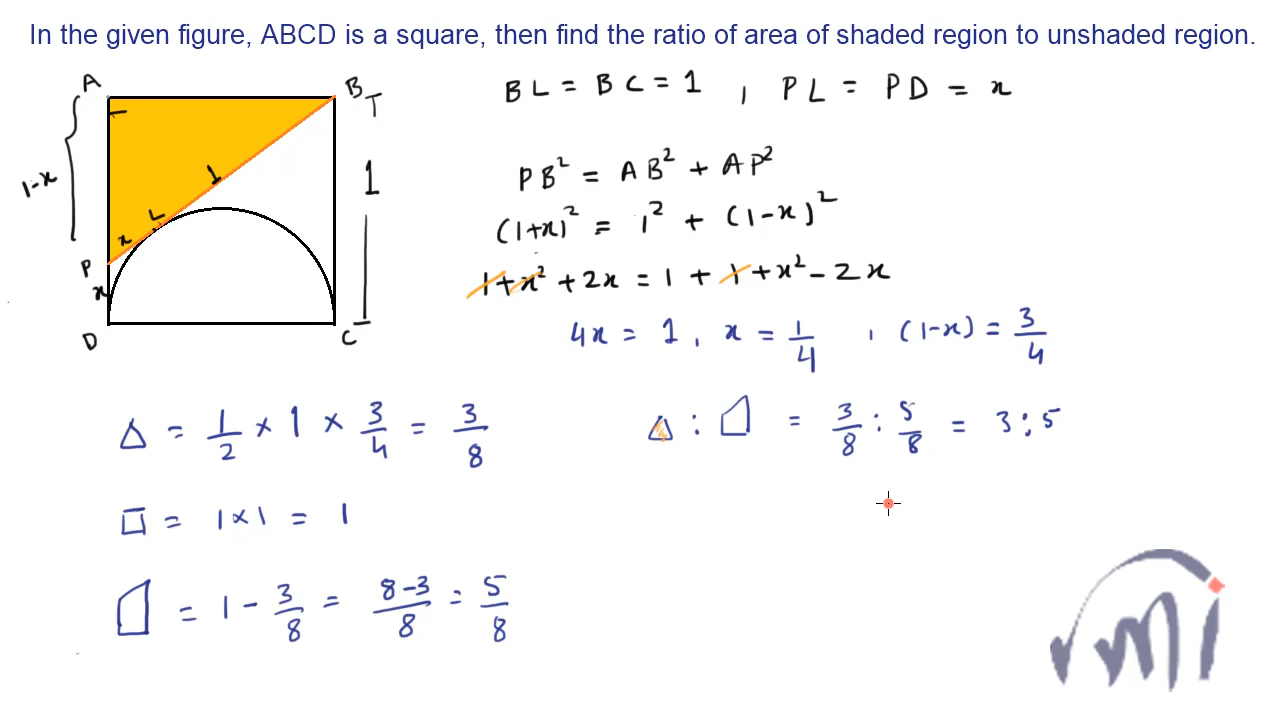 In the given figure, ABCD is a square, then find the ratio of area of shaded region to unshaded region.
A
B
BL = BC = 1 , PL = PD = x
1-x
1
1
L
x
P
x
D
C
PB² = AB² + AP²
(1+x)² = 1² + (1-x)²
1+x² + 2x = 1 + 1 + x² - 2x
4x = 1 , x = 1/4 , (1-x) = 3/4
△ = 1/2 × 1 × 3/4 = 3/8
△ : ⏢ = 3/8 : 5/8 = 3:5
□ = 1×1 = 1
⏢ = 1 - 3/8 = 8-3/8 = 5/8
rmi